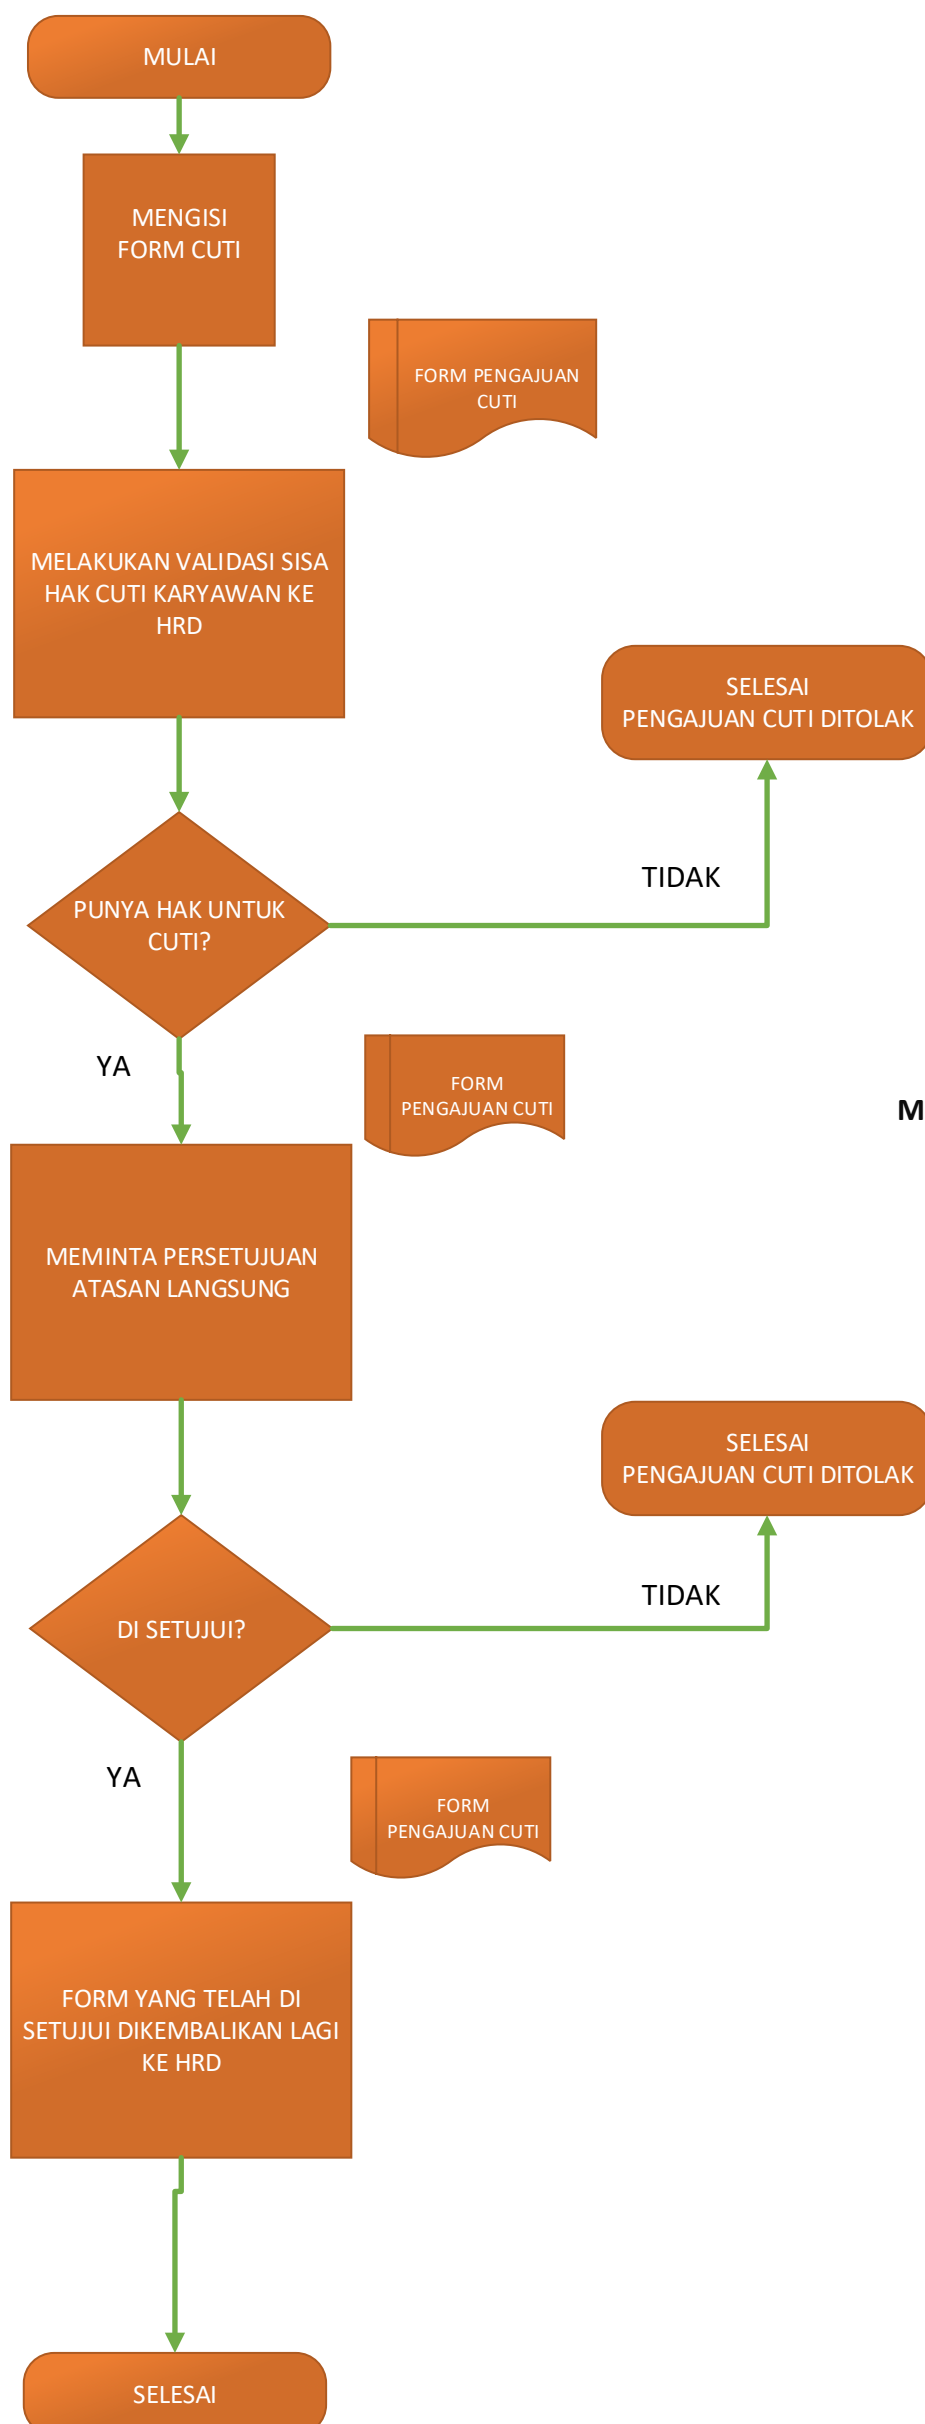 MULAI
MENGISI
FORM CUTI
FORM PENGAJUAN
CUTI
MELAKUKAN VALIDASI SISA
HAK CUTI KARYAWAN KE
HRD
SELESAI
PENGAJUAN CUTI DITOLAK
TIDAK
PUNYA HAK UNTUK
CUTI?
YA
FORM
PENGAJUAN CUTI
M
MEMINTA PERSETUJUAN
ATASAN LANGSUNG
SELESAI
PENGAJUAN CUTI DITOLAK
TIDAK
DI SETUJUI?
YA
FORM
PENGAJUAN CUTI
FORM YANG TELAH DI
SETUJUI DIKEMBALIKAN LAGI
KE HRD
SELESAI